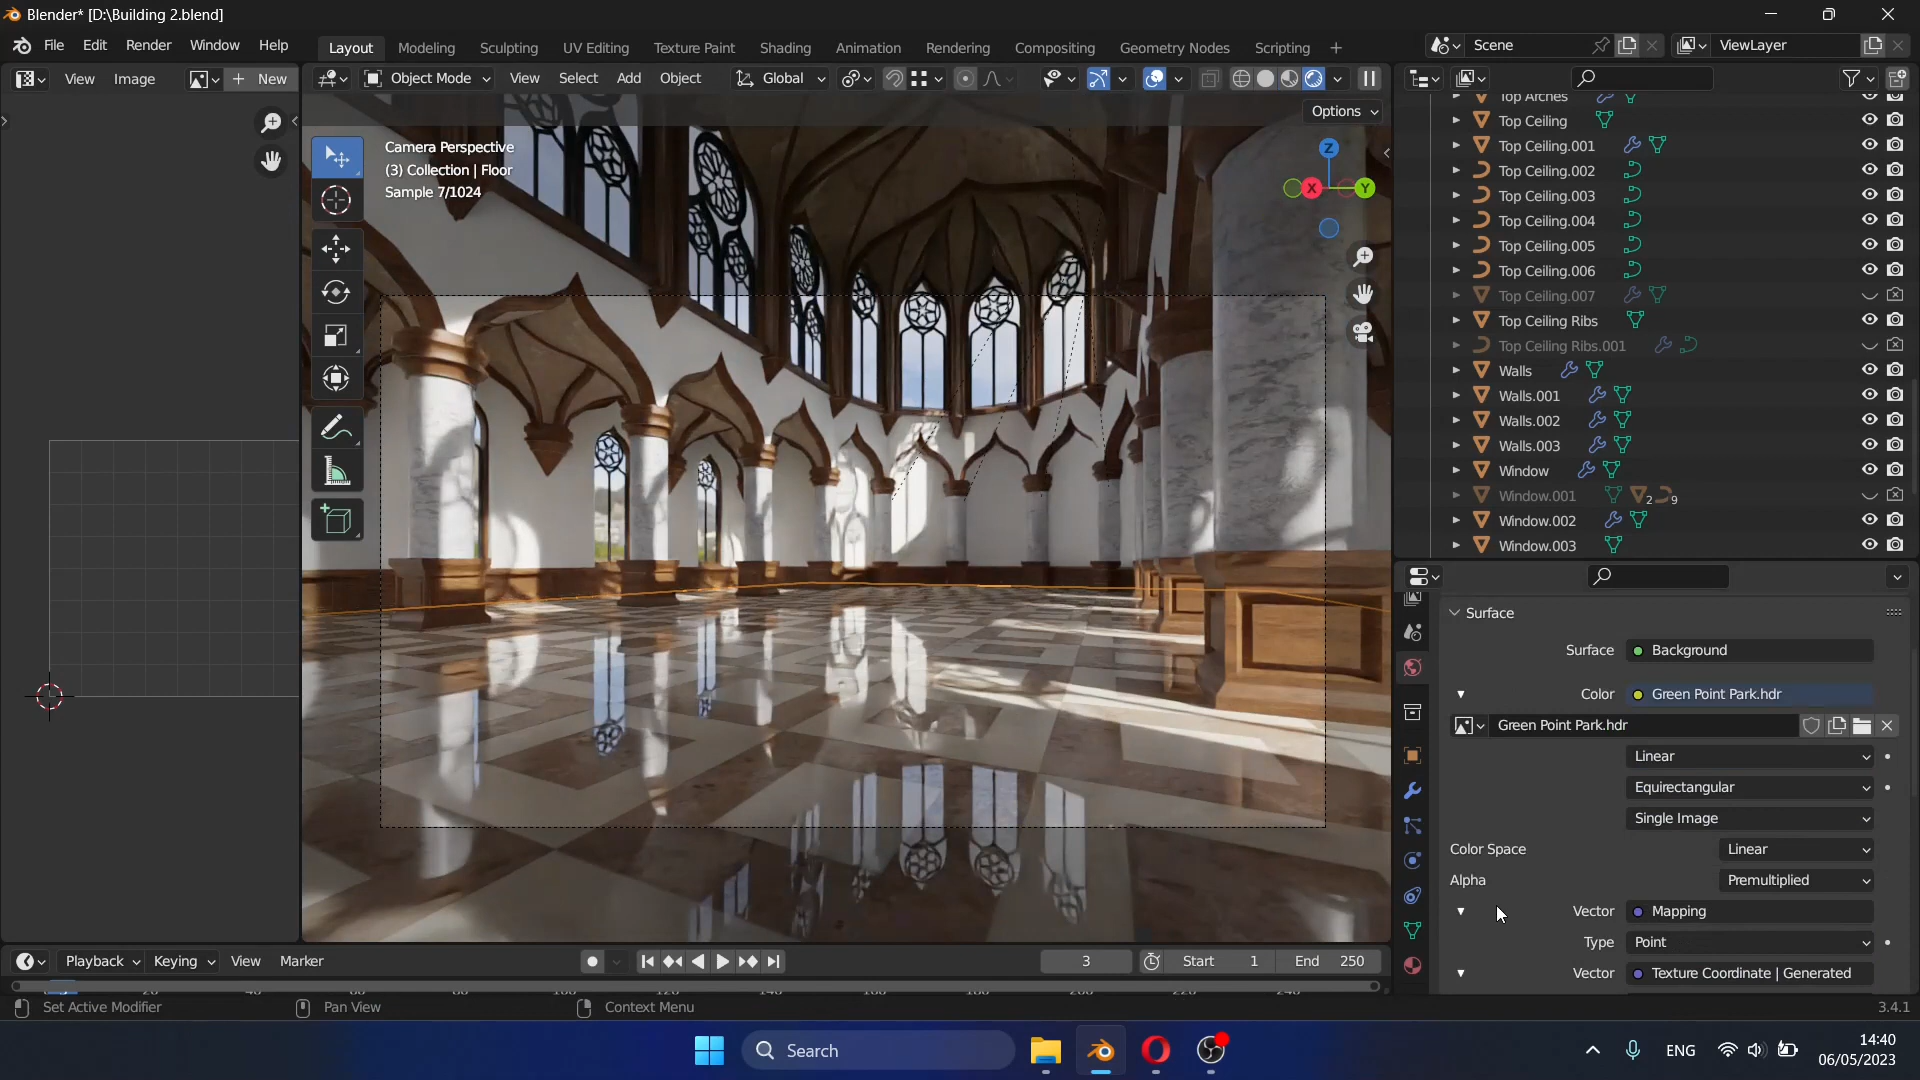 Blender* [D:\Building 2.blend]
File Edit Render Window Help
Layout Modeling Sculpting UV Editing Texture Paint Shading Animation Rendering Compositing Geometry Nodes Scripting +
Scene
ViewLayer
View Image + New
Object Mode View Select Add Object Global
Options
Camera Perspective
(3) Collection | Floor
Sample 7/1024
Z
X
Y
Top Arches
Top Ceiling
Top Ceiling.001
Top Ceiling.002
Top Ceiling.003
Top Ceiling.004
Top Ceiling.005
Top Ceiling.006
Top Ceiling.007
Top Ceiling Ribs
Top Ceiling Ribs.001
Walls
Walls.001
Walls.002
Walls.003
Window
Window.001 2 9
Window.002
Window.003
Surface
Surface Background
Color Green Point Park.hdr
Green Point Park.hdr
Linear
Equirectangular
Single Image
Color Space Linear
Alpha Premultiplied
Vector Mapping
Type Point
Vector Texture Coordinate | Generated
Playback Keying View Marker
3 Start 1 End 250
Set Active Modifier Pan View Context Menu
3.4.1
Search
ENG
14:40
06/05/2023